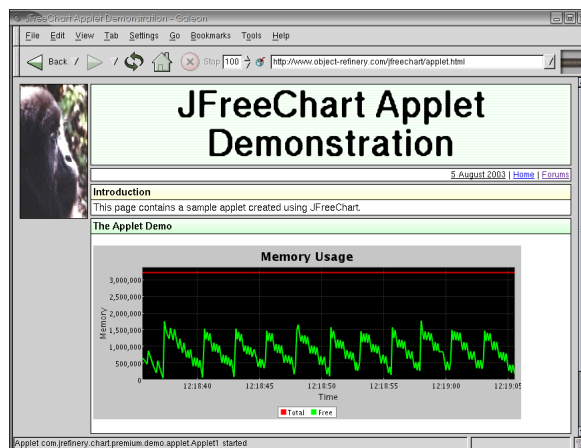 JFreeChart Applet Demonstration - Galeon
File Edit View Tab Settings Go Bookmarks Tools Help
Back Stop 100 http://www.object-refinery.com/jfreechart/applet.html
JFreeChart Applet
Demonstration
5 August 2003 | Home | Forums
Introduction
This page contains a sample applet created using JFreeChart.
The Applet Demo
Memory Usage
3,000,000
2,500,000
2,000,000
1,500,000
1,000,000
500,000
0
Memory
12:18:40 12:18:45 12:18:50 12:18:55 12:19:00 12:19:05
Time
Total Free
Applet com.jrefinery.chart.premium.demo.applet.Applet1 started